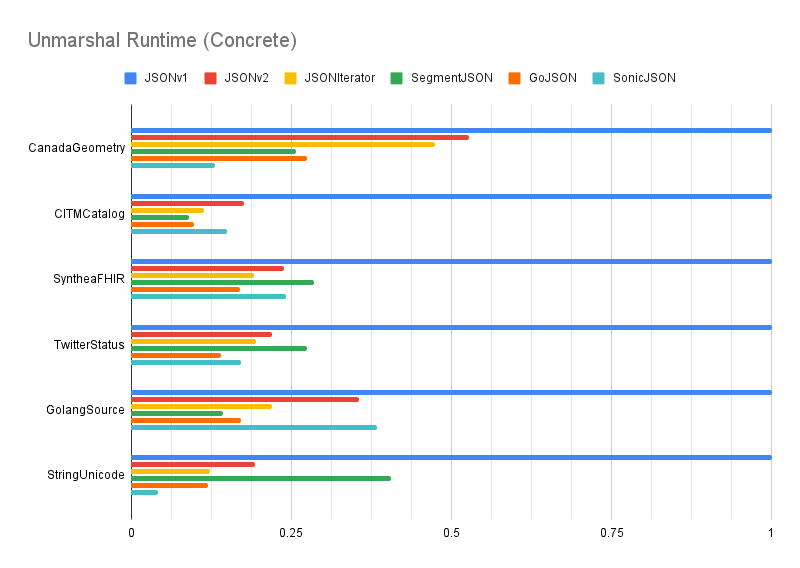 Unmarshal Runtime (Concrete)
JSONv1 JSONv2 JSONIterator SegmentJSON GoJSON SonicJSON
CanadaGeometry
CITMCatalog
SyntheaFHIR
TwitterStatus
GolangSource
StringUnicode
0 0.25 0.5 0.75 1